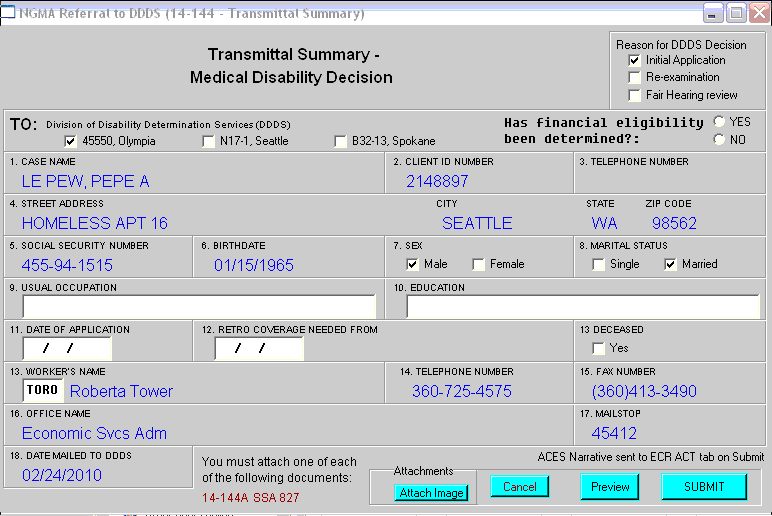 NGMA Referral to DDDS (14-144 - Transmittal Summary)
Transmittal Summary -
Medical Disability Decision
Reason for DDDS Decision
Initial Application
Re-examination
Fair Hearing review
TO: Division of Disability Determination Services (DDDS)
45550, Olympia N17-1, Seattle B32-13, Spokane
Has financial eligibility
been determined?:
YES
NO
1. CASE NAME 2. CLIENT ID NUMBER 3. TELEPHONE NUMBER
LE PEW, PEPE A 2148897
4. STREET ADDRESS CITY STATE ZIP CODE
HOMELESS APT 16 SEATTLE WA 98562
5. SOCIAL SECURITY NUMBER 6. BIRTHDATE 7. SEX 8. MARITAL STATUS
455-94-1515 01/15/1965 Male Female Single Married
9. USUAL OCCUPATION 10. EDUCATION
11. DATE OF APPLICATION 12. RETRO COVERAGE NEEDED FROM 13 DECEASED
/ / / / Yes
13. WORKER'S NAME 14. TELEPHONE NUMBER 15. FAX NUMBER
TORO Roberta Tower 360-725-4575 (360)413-3490
16. OFFICE NAME 17. MAILSTOP
Economic Svcs Adm 45412
18. DATE MAILED TO DDDS
02/24/2010
You must attach one of each
of the following documents:
14-144A SSA 827
ACES Narrative sent to ECR ACT tab on Submit
Attachments
Attach Image Cancel Preview SUBMIT